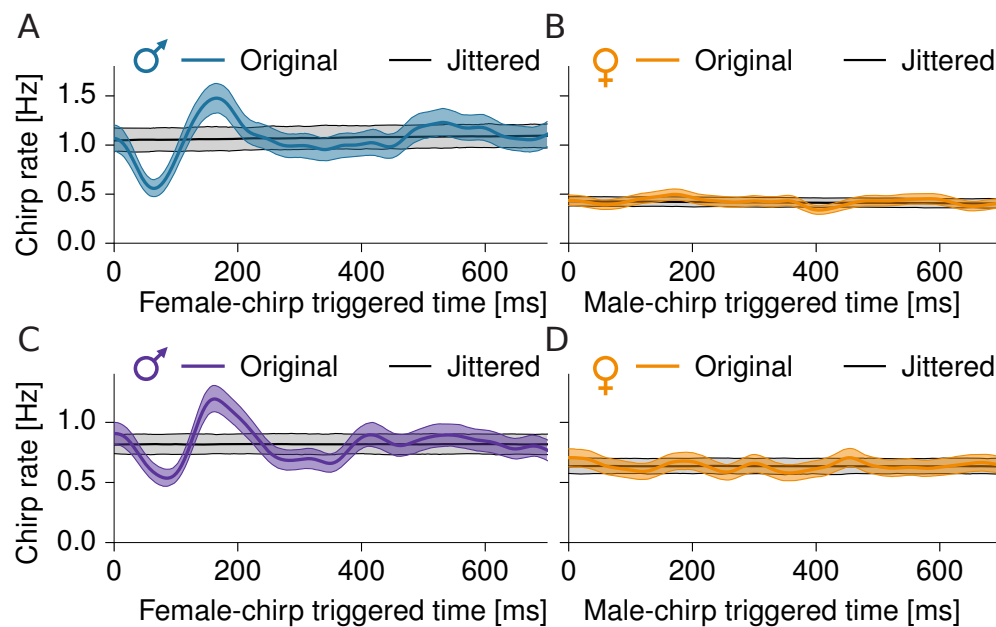 A
♂ Original Jittered
Chirp rate [Hz]
1.5
1.0
0.5
0.0
0 200 400 600
Female-chirp triggered time [ms]
B
♀ Original Jittered
0 200 400 600
Male-chirp triggered time [ms]
C
♂ Original Jittered
Chirp rate [Hz]
1.0
0.5
0.0
0 200 400 600
Female-chirp triggered time [ms]
D
♀ Original Jittered
0 200 400 600
Male-chirp triggered time [ms]